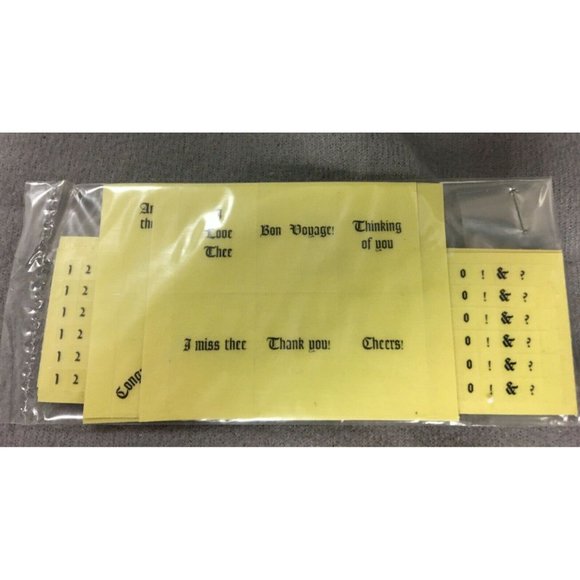 I
Love
Thee
Bon Voyage!
Thinking
of you
I miss thee
Thank you!
Cheers!
1 2
1 2
1 2
1 2
1 2
1 2
0 ! & ?
0 ! & ?
0 ! & ?
0 ! & ?
0 ! & ?
0 ! & ?